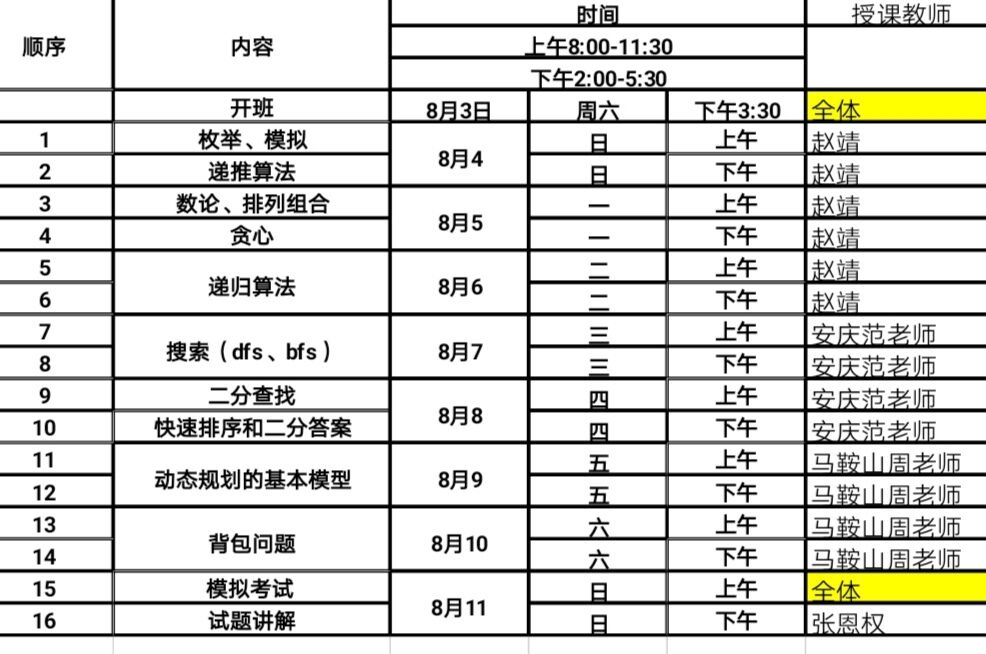 顺序 内容 时间 授课教师
上午8:00-11:30
下午2:00-5:30
开班 8月3日 周六 下午3:30 全体
1 枚举、模拟 8月4 日 上午 赵靖
2 递推算法 日 下午 赵靖
3 数论、排列组合 8月5 一 上午 赵靖
4 贪心 一 下午 赵靖
5 递归算法 8月6 二 上午 赵靖
6 二 下午 赵靖
7 搜索（dfs、bfs） 8月7 三 上午 安庆范老师
8 三 下午 安庆范老师
9 二分查找 8月8 四 上午 安庆范老师
10 快速排序和二分答案 四 下午 安庆范老师
11 动态规划的基本模型 8月9 五 上午 马鞍山周老师
12 五 下午 马鞍山周老师
13 背包问题 8月10 六 上午 马鞍山周老师
14 六 下午 马鞍山周老师
15 模拟考试 8月11 日 上午 全体
16 试题讲解 日 下午 张恩权